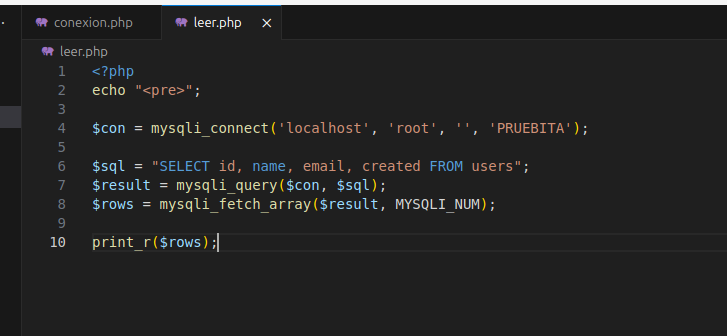 conexion.php leer.php ×
leer.php
1 <?php
2 echo "<pre>";
3
4 $con = mysqli_connect('localhost', 'root', '', 'PRUEBITA');
5
6 $sql = "SELECT id, name, email, created FROM users";
7 $result = mysqli_query($con, $sql);
8 $rows = mysqli_fetch_array($result, MYSQLI_NUM);
9
10 print_r($rows);